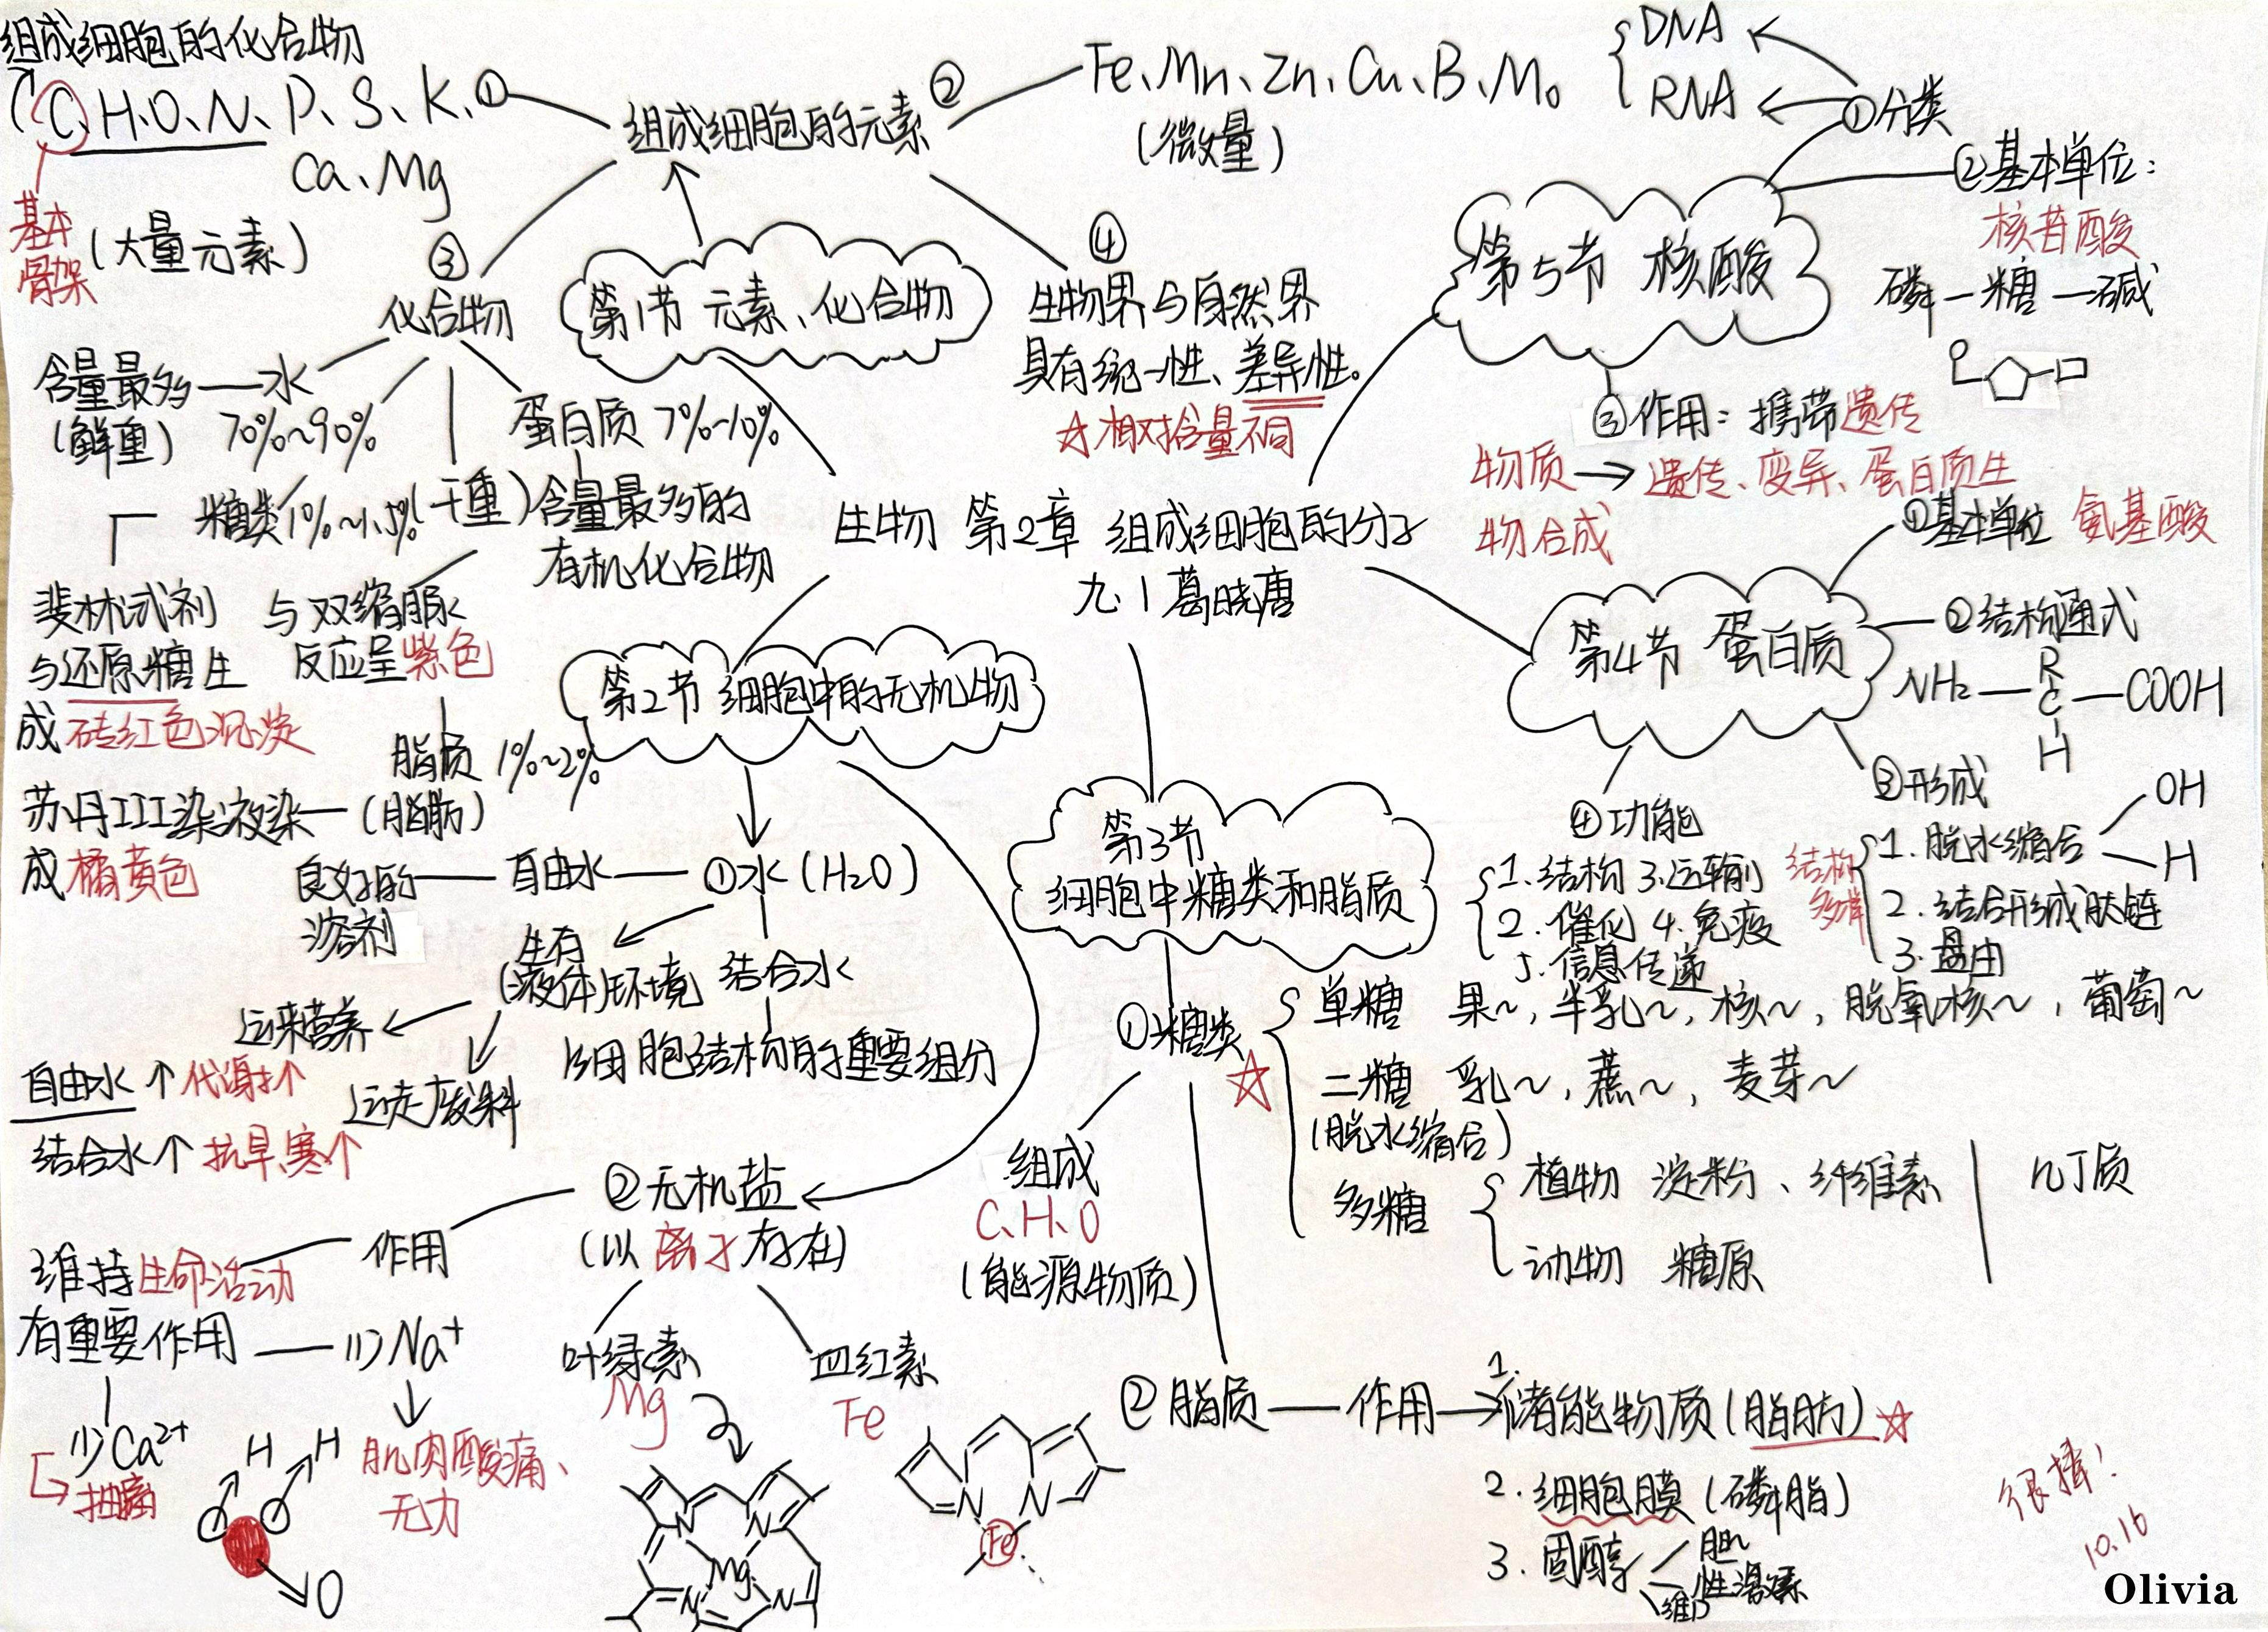 组成细胞的化合物
C、H、O、N、P、S、K、①
Ca、Mg
基本
骨架
(大量元素)
组成细胞的元素
②
Fe、Mn、Zn、Cu、B、Mo
(微量)
③
化合物
第1节 元素、化合物
④
生物界与自然界
具有统一性、差异性。
☆相对含量不同
含量最多——水
(鲜重) 70%~90%
蛋白质 7%~10%
(干重)含量最多的
有机化合物
糖类1%~1.5%
斐林试剂
与还原糖生
成砖红色沉淀
与双缩脲
反应呈紫色
脂质 1%~2%
(脂肪)
苏丹III染液染
成橘黄色
生物 第2章 组成细胞的分子
九.1 葛晓唐
第5节 核酸
DNA
RNA
①分类
②基本单位:
核苷酸
磷—糖—碱
③作用: 携带遗传
物质→遗传、变异、蛋白质生
物合成
第4节 蛋白质
①基本单位 氨基酸
②结构通式
R
NH2—C—COOH
H
③形成
1.脱水缩合
OH
H
2.结合形成肽链
3.盘曲
结构
多样
④功能
1.结构 3.运输
2.催化 4.免疫
5.信息传递
第2节 细胞中的无机物
①水(H2O)
自由水
良好的
溶剂
生存
(液体)环境
结合水
细胞结构的重要组分
运来营养
运走废料
自由水↑代谢↑
结合水↑抗旱、寒↑
②无机盐
(以离子存在)
作用
维持生命活动
有重要作用——(1)Na+
肌肉酸痛、
无力
(1)Ca2+
抽搐
H H
O
叶绿素
Mg
血红素
Fe
N N
Mg
N N
N N
Fe
第3节
细胞中糖类和脂质
①糖类
☆
单糖 果~,半乳~,核~,脱氧核~,葡萄~
二糖 乳~,蔗~,麦芽~
(脱水缩合)
多糖
植物 淀粉、纤维素
动物 糖原
几丁质
组成
C、H、O
(能源物质)
②脂质——作用→
1.
储能物质(脂肪)☆
2.细胞膜(磷脂)
3.固醇
胆~
性激素
维D
很棒!
10.16
Olivia